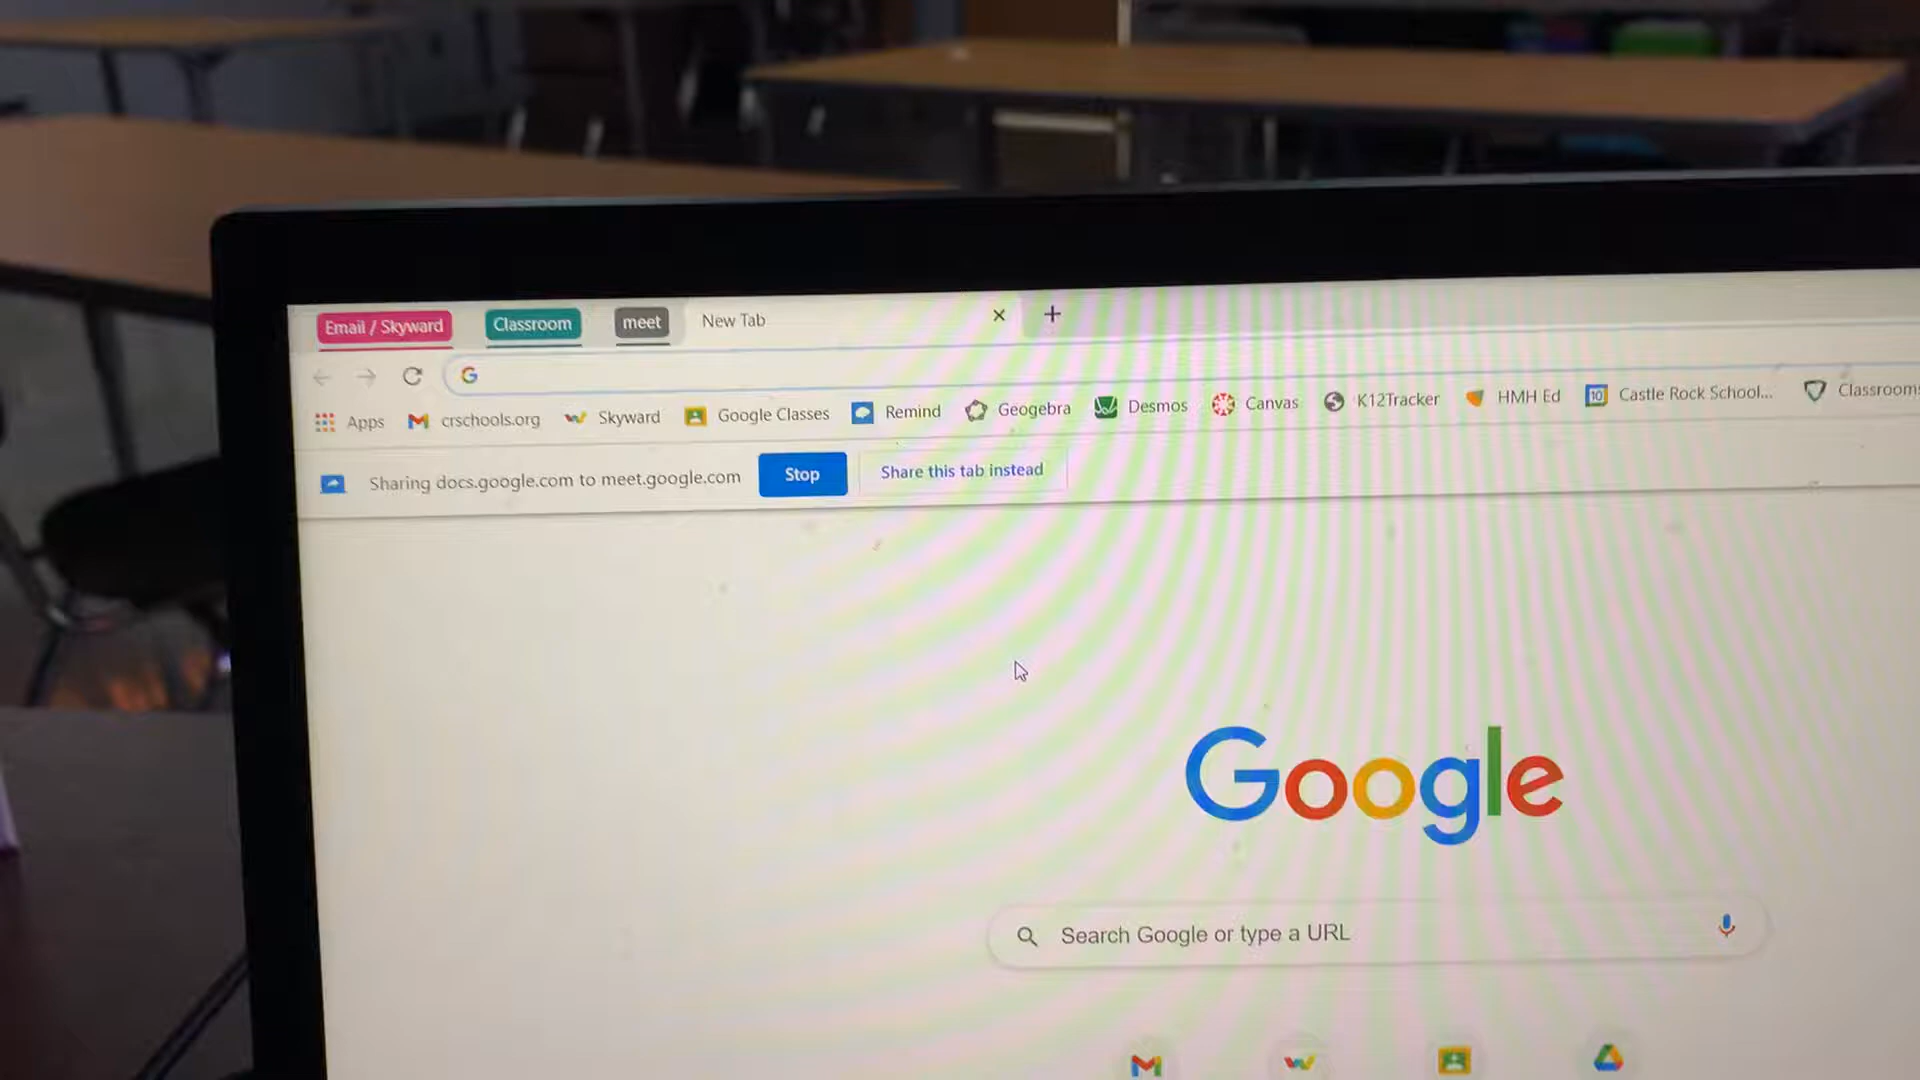 Email / Skyward Classroom meet New Tab
Apps crschools.org Skyward Google Classes Remind Geogebra Desmos Canvas K12Tracker HMH Ed 10 Castle Rock School... Classrooms
Sharing docs.google.com to meet.google.com Stop Share this tab instead
Google
Search Google or type a URL